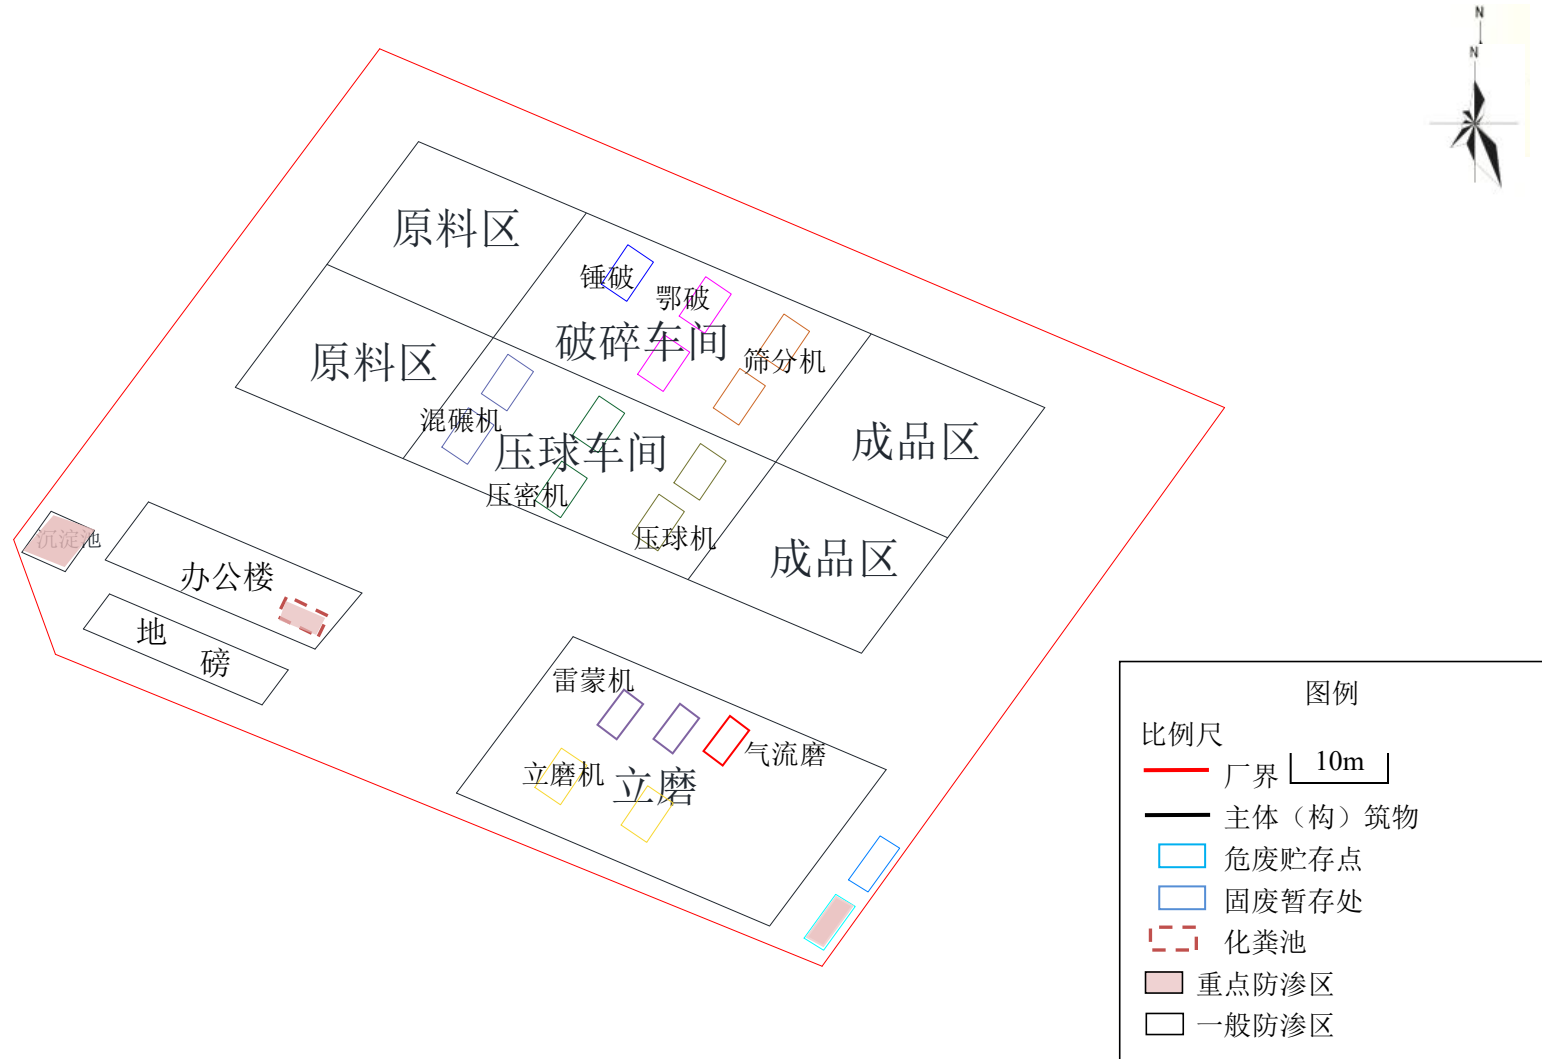 N
N
原料区
锤破
鄂破
破碎车间
筛分机
原料区
混碾机
压球车间
成品区
压密机
压球机
成品区
沉淀池
办公楼
地
磅
雷蒙机
气流磨
立磨机
立磨
图例
比例尺
厂界
10m
主体（构）筑物
危废贮存点
固废暂存处
化粪池
重点防渗区
一般防渗区